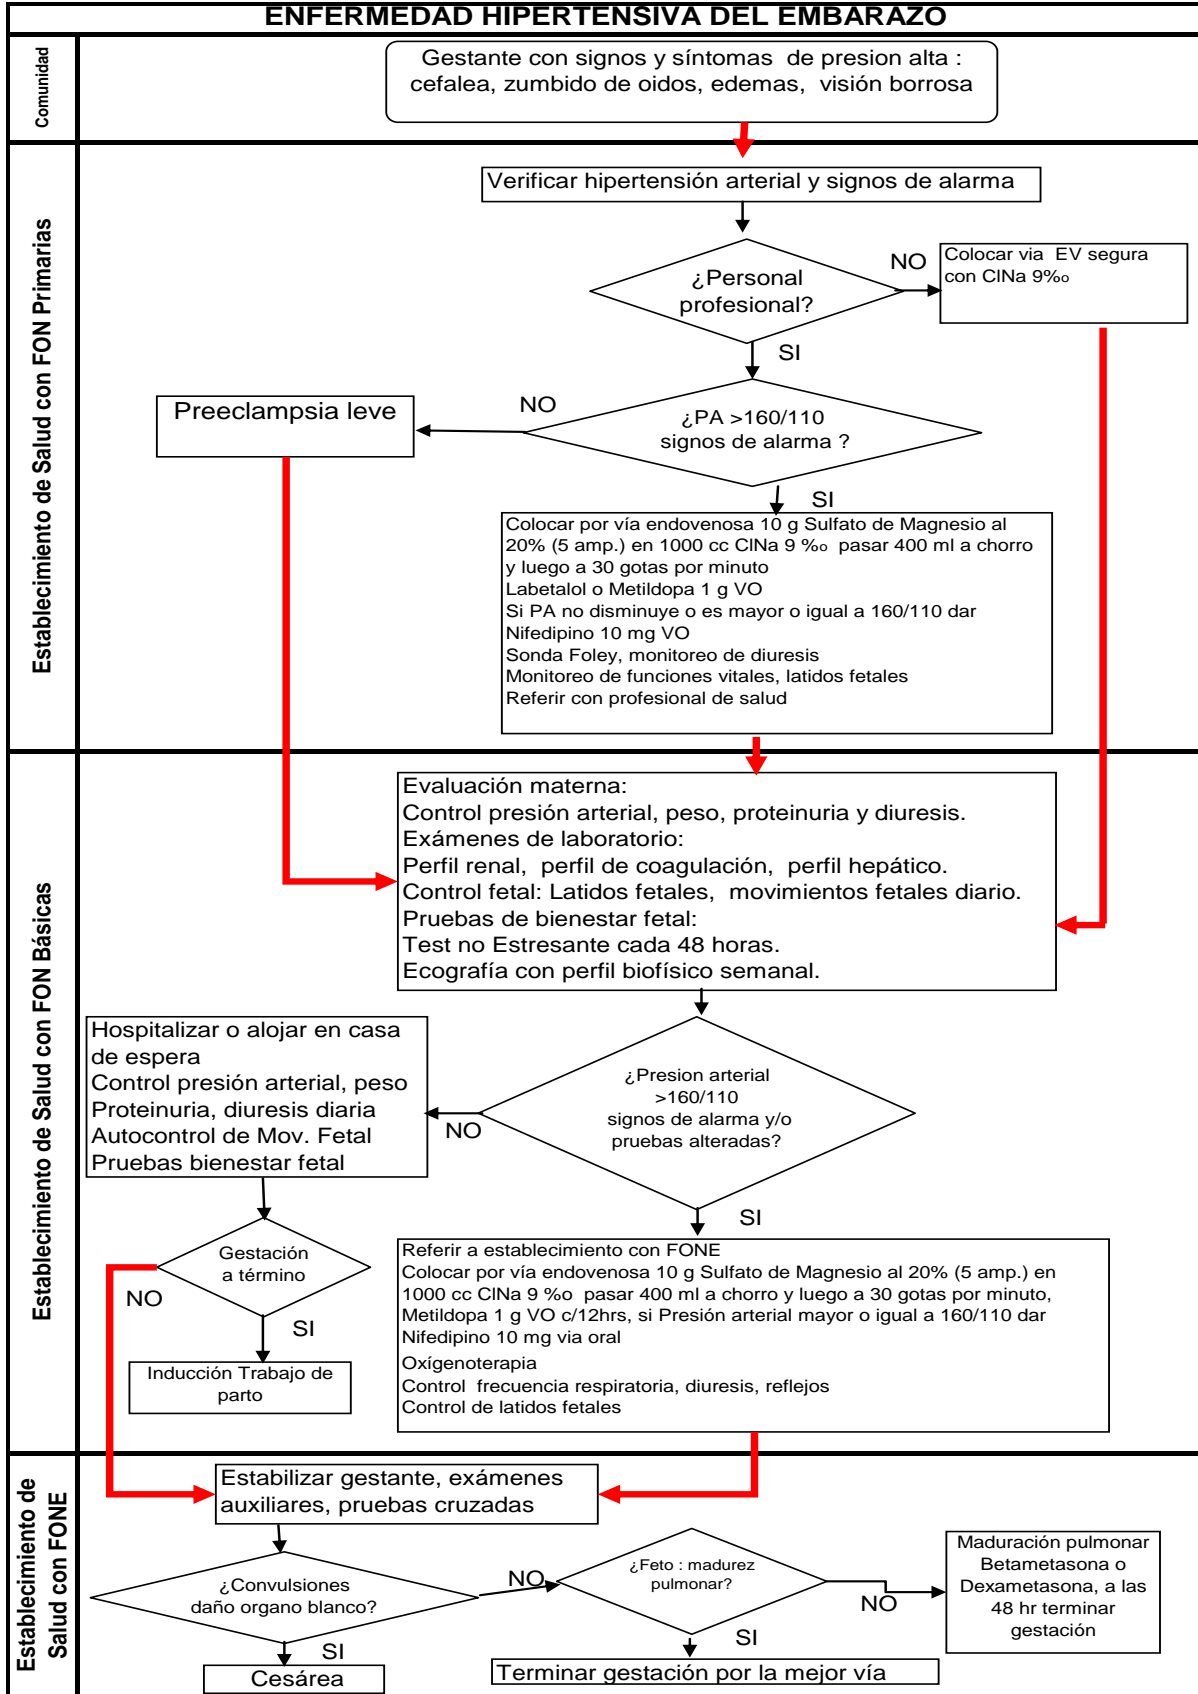 ENFERMEDAD HIPERTENSIVA DEL EMBARAZO
Comunidad
Gestante con signos y síntomas de presion alta :
cefalea, zumbido de oidos, edemas, visión borrosa
Establecimiento de Salud con FON Primarias
Verificar hipertensión arterial y signos de alarma
¿Personal
profesional?
NO
Colocar via EV segura
con ClNa 9‰
SI
¿PA >160/110
signos de alarma ?
NO
Preeclampsia leve
SI
Colocar por vía endovenosa 10 g Sulfato de Magnesio al
20% (5 amp.) en 1000 cc ClNa 9 ‰ pasar 400 ml a chorro
y luego a 30 gotas por minuto
Labetalol o Metildopa 1 g VO
Si PA no disminuye o es mayor o igual a 160/110 dar
Nifedipino 10 mg VO
Sonda Foley, monitoreo de diuresis
Monitoreo de funciones vitales, latidos fetales
Referir con profesional de salud
Establecimiento de Salud con FON Básicas
Evaluación materna:
Control presión arterial, peso, proteinuria y diuresis.
Exámenes de laboratorio:
Perfil renal, perfil de coagulación, perfil hepático.
Control fetal: Latidos fetales, movimientos fetales diario.
Pruebas de bienestar fetal:
Test no Estresante cada 48 horas.
Ecografía con perfil biofísico semanal.
¿Presion arterial
>160/110
signos de alarma y/o
pruebas alteradas?
NO
Hospitalizar o alojar en casa
de espera
Control presión arterial, peso
Proteinuria, diuresis diaria
Autocontrol de Mov. Fetal
Pruebas bienestar fetal
Gestación
a término
NO
SI
Inducción Trabajo de
parto
SI
Referir a establecimiento con FONE
Colocar por vía endovenosa 10 g Sulfato de Magnesio al 20% (5 amp.) en
1000 cc ClNa 9 %o pasar 400 ml a chorro y luego a 30 gotas por minuto,
Metildopa 1 g VO c/12hrs, si Presión arterial mayor o igual a 160/110 dar
Nifedipino 10 mg via oral
Oxígenoterapia
Control frecuencia respiratoria, diuresis, reflejos
Control de latidos fetales
Establecimiento de
Salud con FONE
Estabilizar gestante, exámenes
auxiliares, pruebas cruzadas
¿Convulsiones
daño organo blanco?
NO
SI
Cesárea
¿Feto : madurez
pulmonar?
NO
SI
Terminar gestación por la mejor vía
Maduración pulmonar
Betametasona o
Dexametasona, a las
48 hr terminar
gestación